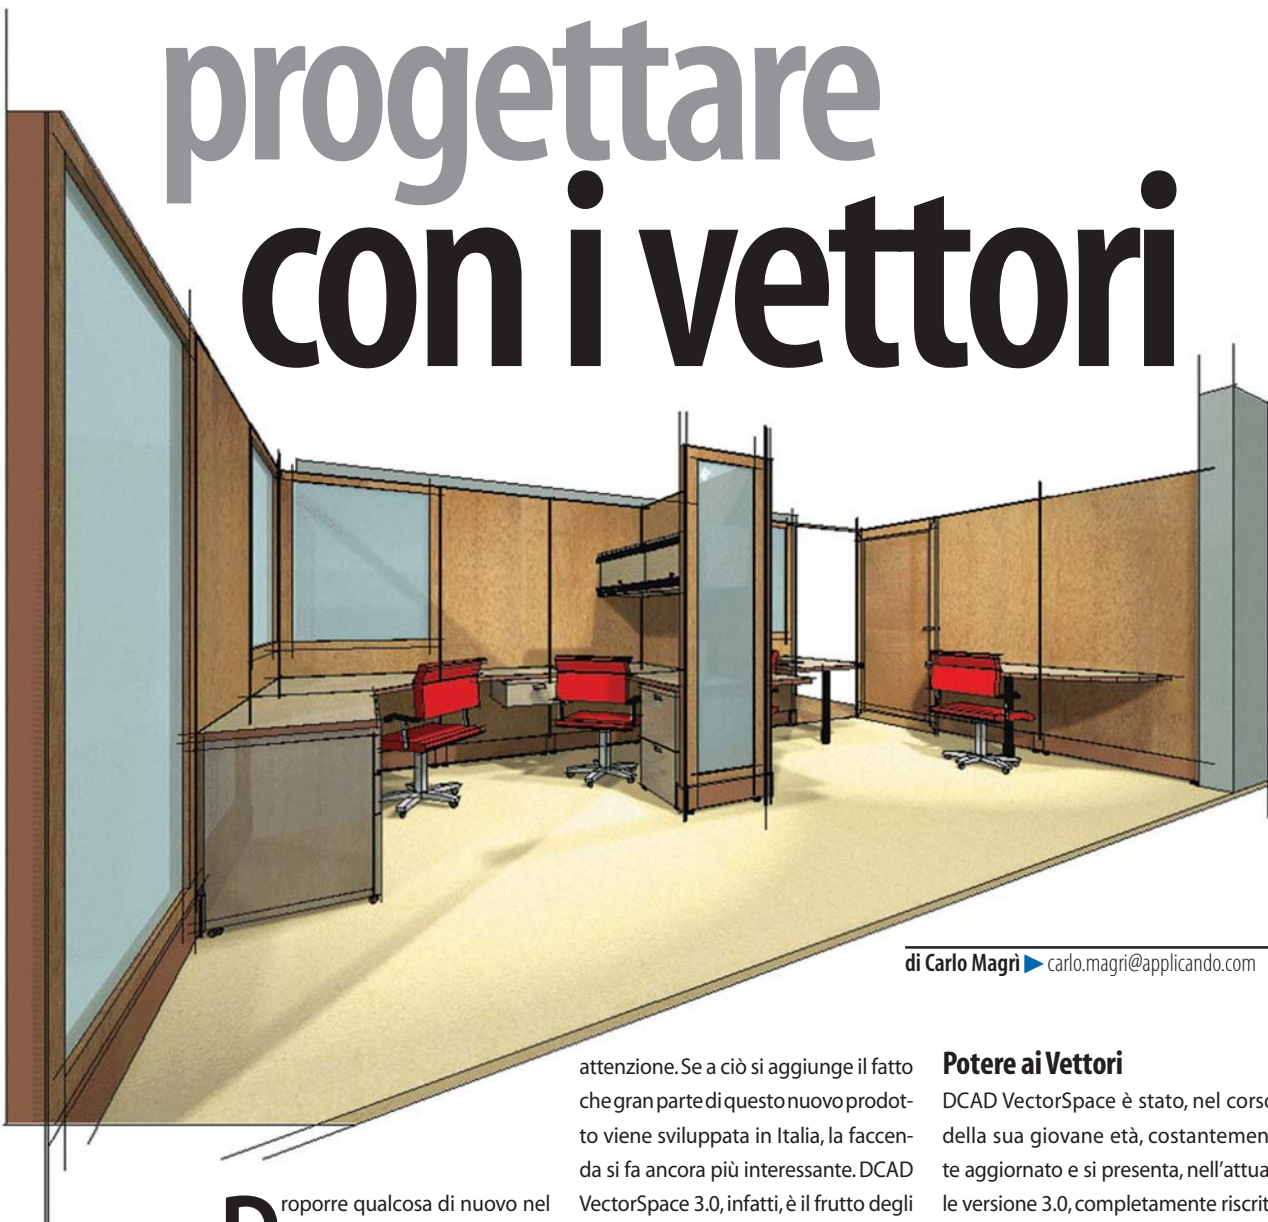 progettare
con i vettori
di Carlo Magrì ▶ carlo.magri@applicando.com
Proporre qualcosa di nuovo nel
attenzione. Se a ciò si aggiunge il fatto
che gran parte di questo nuovo prodot-
to viene sviluppata in Italia, la faccen-
da si fa ancora più interessante. DCAD
VectorSpace 3.0, infatti, è il frutto degli
Potere ai Vettori
DCAD VectorSpace è stato, nel corso
della sua giovane età, costantemen-
te aggiornato e si presenta, nell'attua-
le versione 3.0, completamente riscrit-